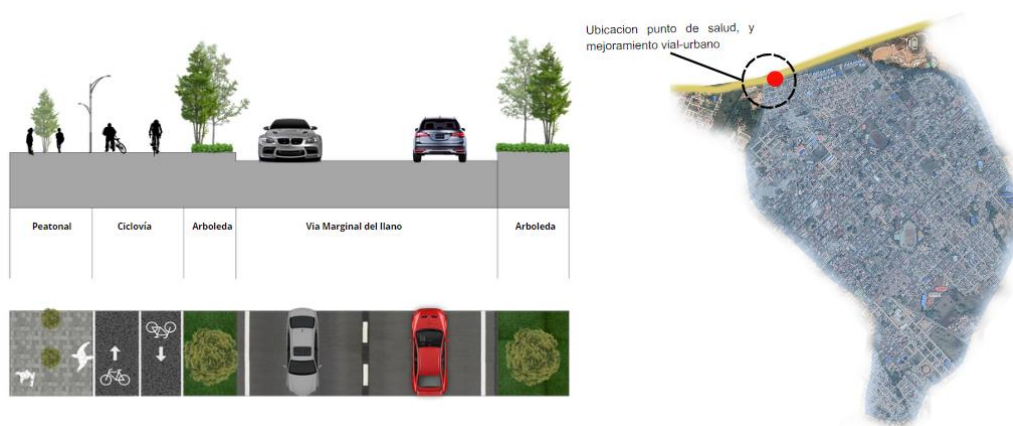 Ubicacion punto de salud, y
mejoramiento vial-urbano
Peatonal
Ciclovía
Arboleda
Via Marginal del llano
Arboleda